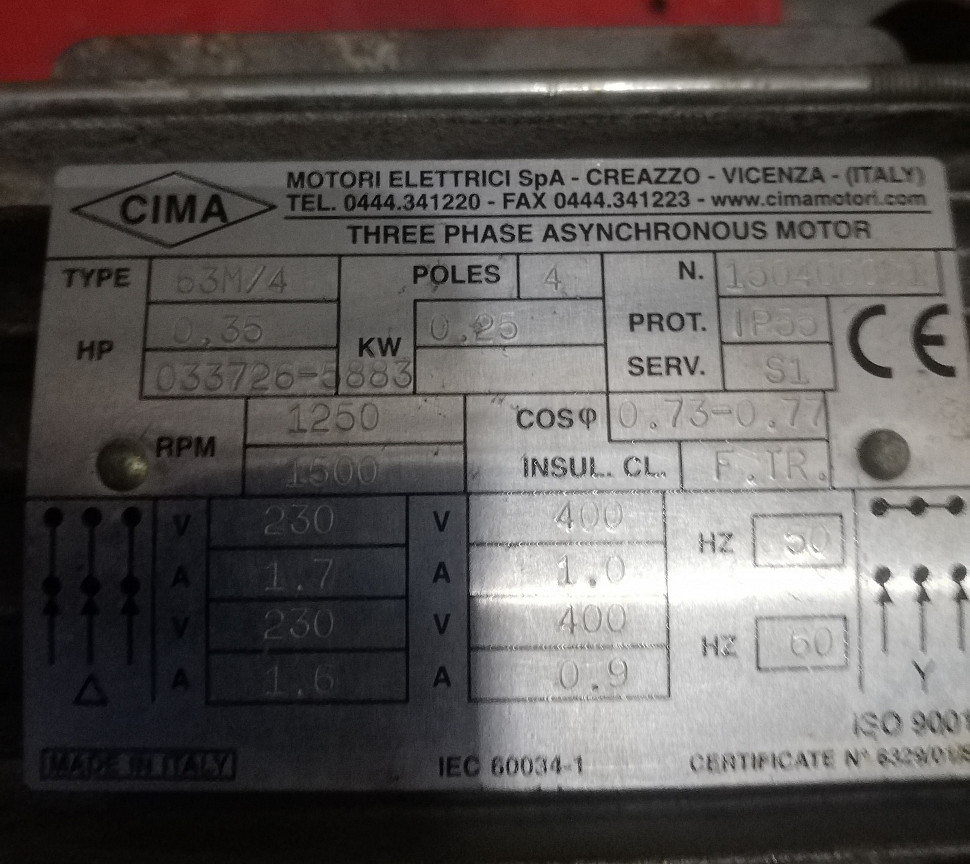 CIMA
MOTORI ELETTRICI SpA - CREAZZO - VICENZA - (ITALY)
TEL. 0444.341220 - FAX 0444.341223 - www.cimamotori.com
THREE PHASE ASYNCHRONOUS MOTOR
TYPE 63M/4 POLES 4 N.
HP 0,35 KW 0,25 PROT. IP55 CE
033726-5883 SERV. S1
RPM 1250 COSφ 0.73-0.77
1500 INSUL. CL. F.TR.
V 230 V 400 HZ 50
A 1.7 A 1.0
V 230 V 400 HZ 60
A 1.6 A 0.9
Δ Y
ISO 9001
MADE IN ITALY IEC 60034-1 CERTIFICATE N°